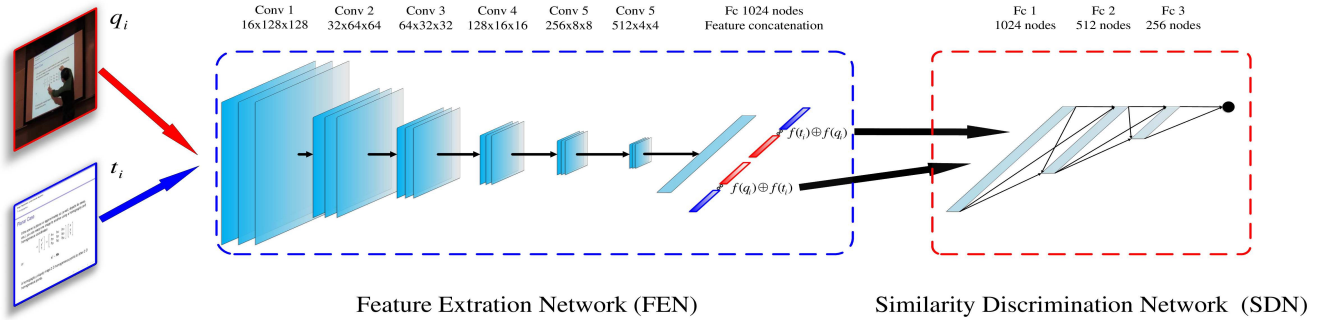 q_i
t_i
Conv 1
16x128x128
Conv 2
32x64x64
Conv 3
64x32x32
Conv 4
128x16x16
Conv 5
256x8x8
Conv 5
512x4x4
Fc 1024 nodes
Feature concatenation
Fc 1
1024 nodes
Fc 2
512 nodes
Fc 3
256 nodes
f(t_i)⊕f(q_i)
f(q_i)⊕f(t_i)
Feature Extration Network (FEN)
Similarity Discrimination Network (SDN)